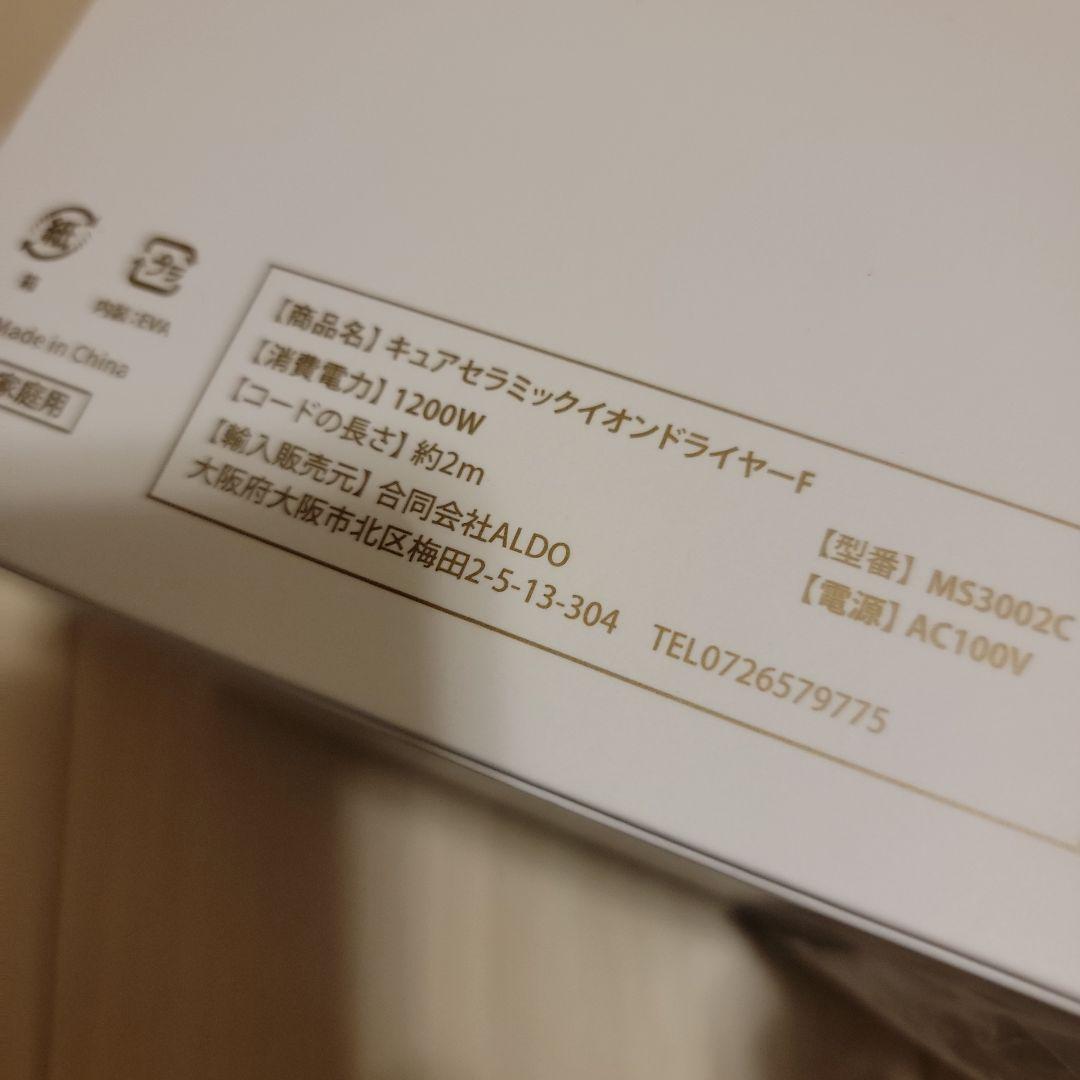 紙
プラ
内装:EVA
Made in China
家庭用
【商品名】キュアセラミックイオンドライヤーF
【消費電力】1200W
【型番】MS3002C
【コードの長さ】約2m
【電源】AC100V
【輸入販売元】合同会社ALDO
大阪府大阪市北区梅田2-5-13-304 TEL0726579775